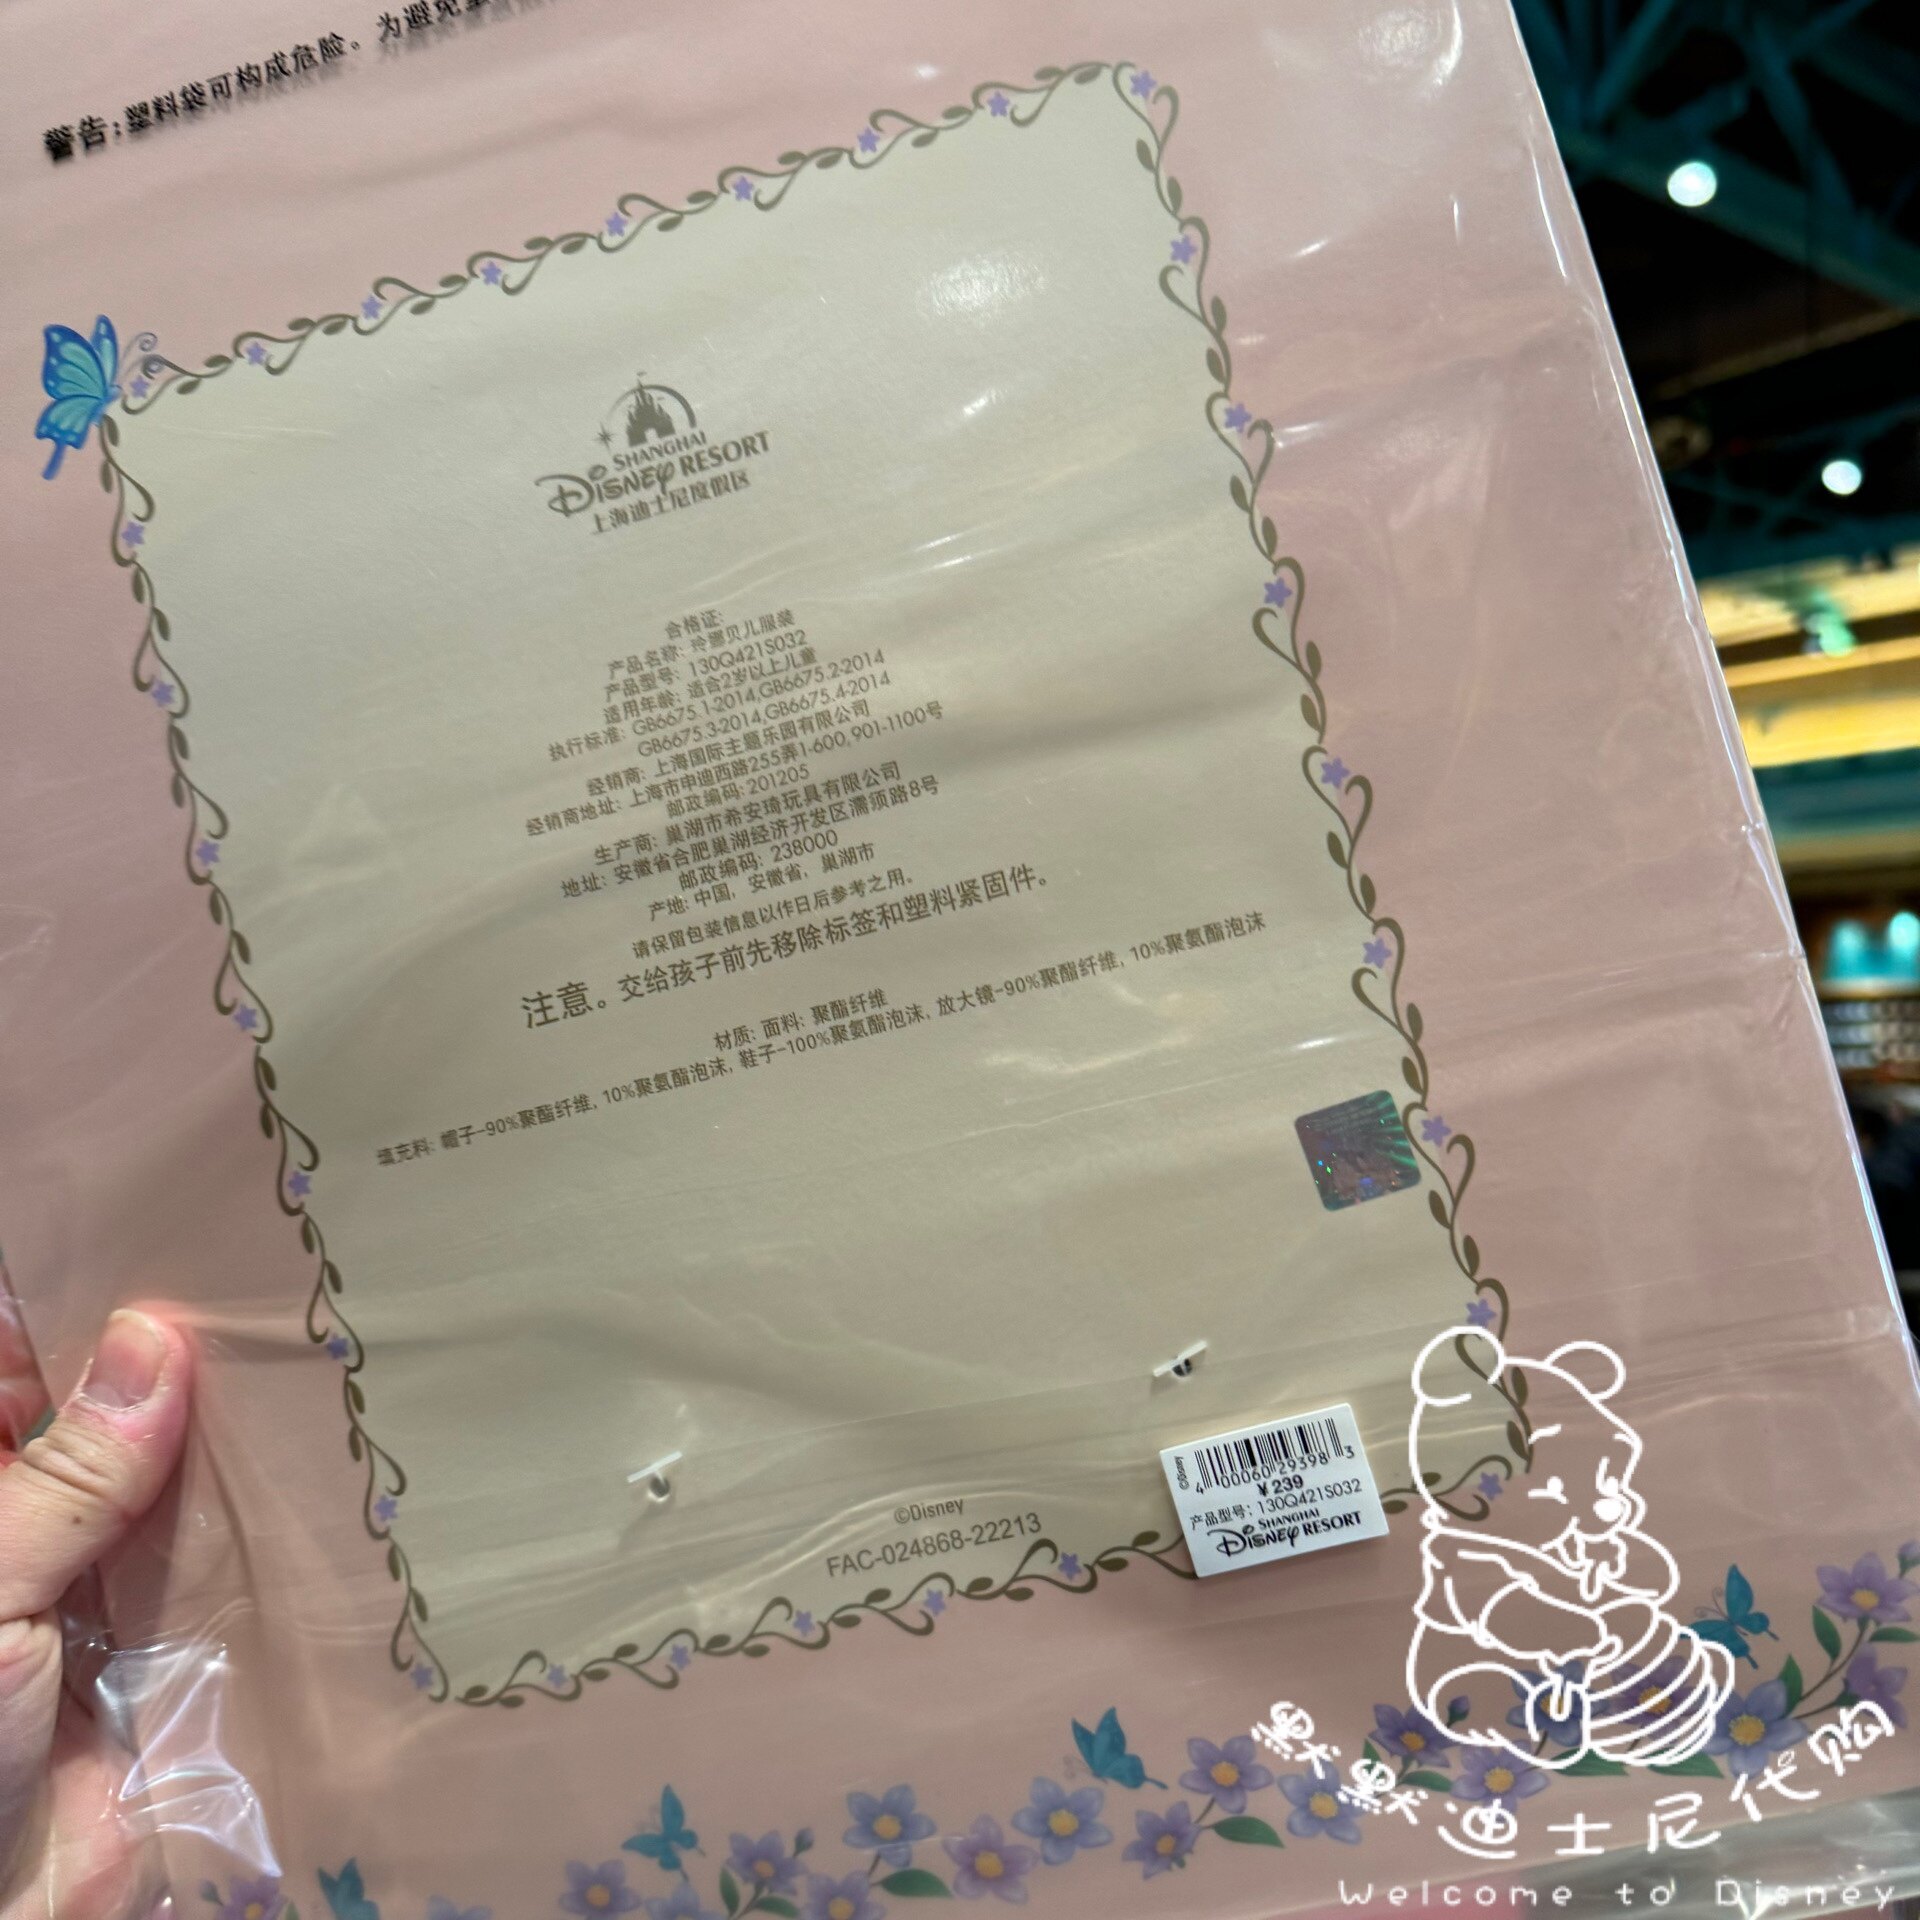 警告:塑料袋可构成危险。为避免
SHANGHAI
DISNEY RESORT
上海迪士尼度假区
合格证:
产品名称: 玲娜贝儿服装
产品型号: 130Q421S032
适用年龄: 适合2岁以上儿童
执行标准: GB6675.1-2014,GB6675.2-2014
GB6675.3-2014,GB6675.4-2014
经销商: 上海国际主题乐园有限公司
经销商地址: 上海市申迪西路255弄1-600,901-1100号
邮政编码:201205
生产商: 巢湖市希安琦玩具有限公司
地址: 安徽省合肥巢湖经济开发区濡须路8号
邮政编码: 238000
产地: 中国, 安徽省, 巢湖市
请保留包装信息以作日后参考之用。
注意。交给孩子前先移除标签和塑料紧固件。
材质: 面料: 聚酯纤维
填充料: 帽子-90%聚酯纤维, 10%聚氨酯泡沫, 鞋子-100%聚氨酯泡沫, 放大镜-90%聚酯纤维, 10%聚氨酯泡沫
©Disney
FAC-024868-22213
©Disney
4 00060 29398 3
¥239
产品型号: 130Q421S032
SHANGHAI
DISNEY RESORT
默默迪士尼代购
Welcome to Disney